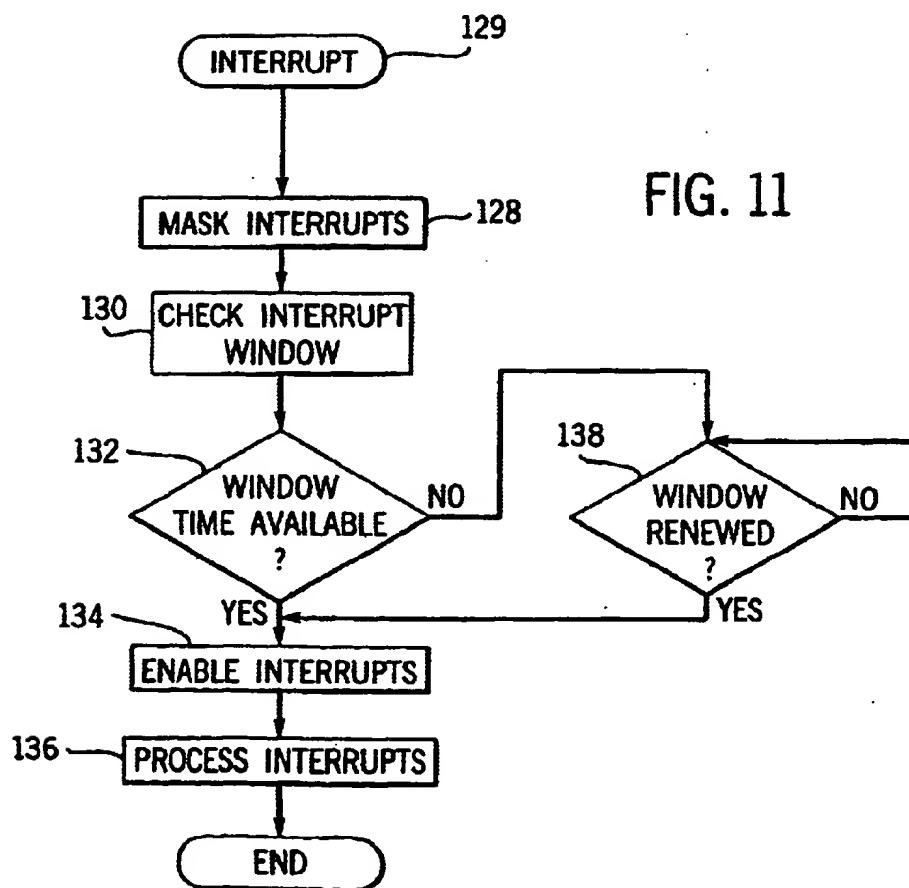 129
INTERRUPT
FIG. 11
MASK INTERRUPTS
128
130
CHECK INTERRUPT
WINDOW
132
WINDOW
TIME AVAILABLE
?
NO
138
WINDOW
RENEWED
?
NO
YES
YES
134
ENABLE INTERRUPTS
136
PROCESS INTERRUPTS
END